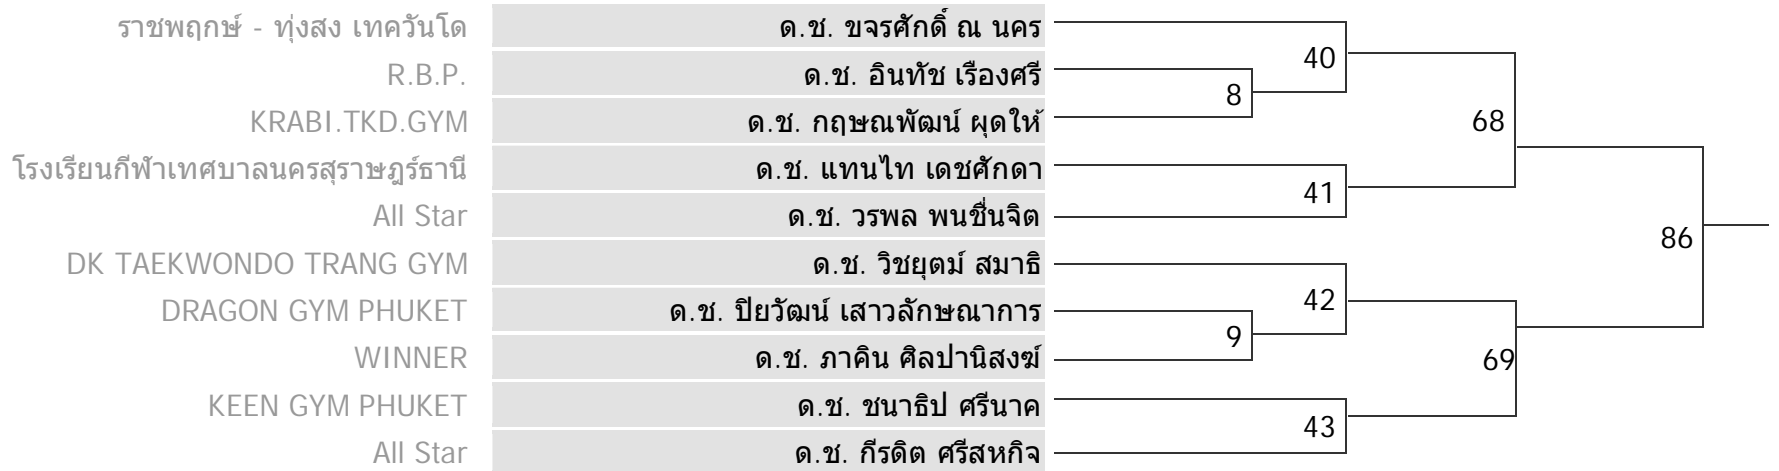 ราชพฤกษ์ - ทุ่งสง เทควันโด ด.ช. ขจรศักดิ์ ณ นคร
40
R.B.P. ด.ช. อินทัช เรืองศรี
8
KRABI.TKD.GYM ด.ช. กฤษณพัฒน์ ผุดให้
68
โรงเรียนกีฬาเทศบาลนครสุราษฎร์ธานี ด.ช. แทนไท เดชศักดา
41
All Star ด.ช. วรพล พนชื่นจิต
86
DK TAEKWONDO TRANG GYM ด.ช. วิชยุตม์ สมาธิ
42
DRAGON GYM PHUKET ด.ช. ปิยวัฒน์ เสาวลักษณาการ
9
WINNER ด.ช. ภาคิน ศิลปานิสงฆ์
69
KEEN GYM PHUKET ด.ช. ชนาธิป ศรีนาค
43
All Star ด.ช. กีรดิต ศรีสหกิจ